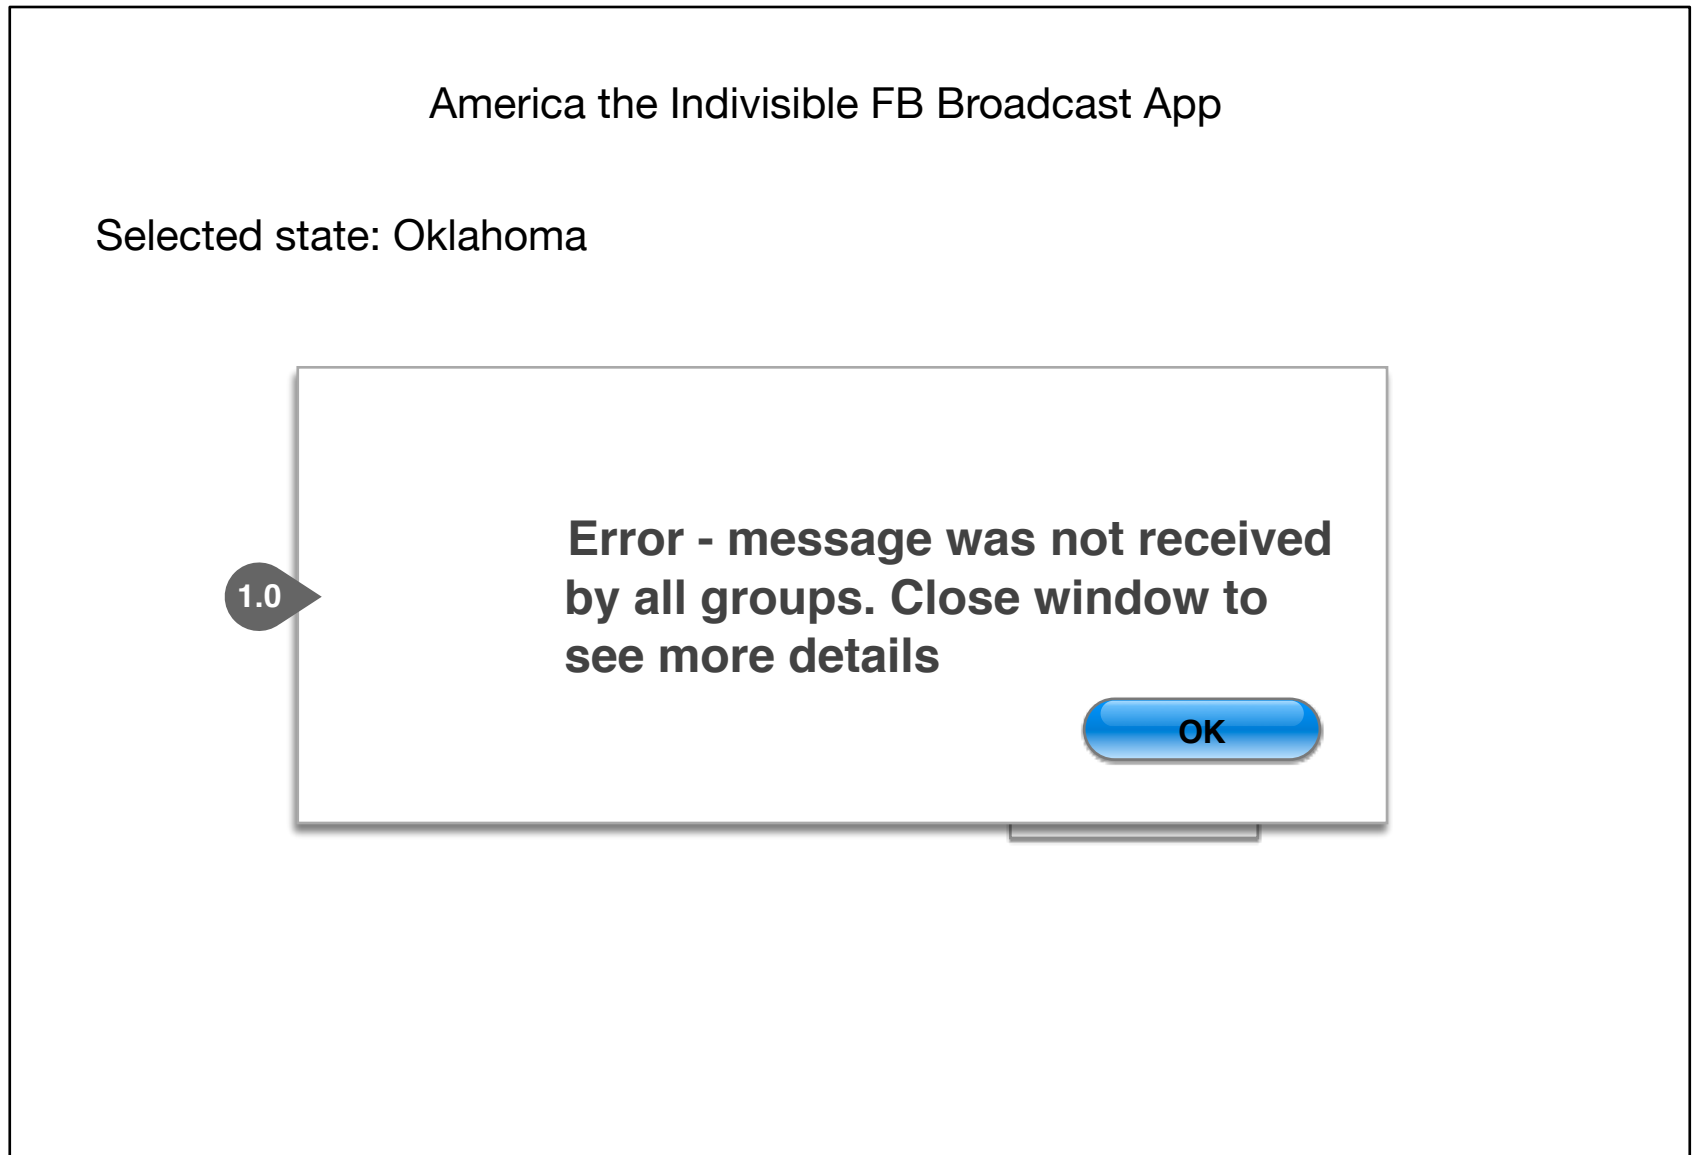 America the Indivisible FB Broadcast App
Selected state: Oklahoma
Error - message was not received
by all groups. Close window to
see more details
1.0
OK